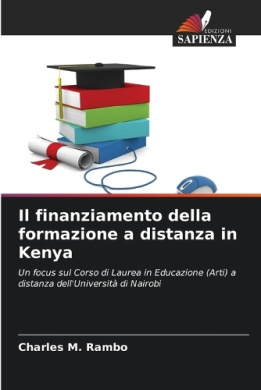 EDIZIONI
SAPIENZA
Il finanziamento della
formazione a distanza in
Kenya
Un focus sul Corso di Laurea in Educazione (Arti) a
distanza dell'Università di Nairobi
Charles M. Rambo